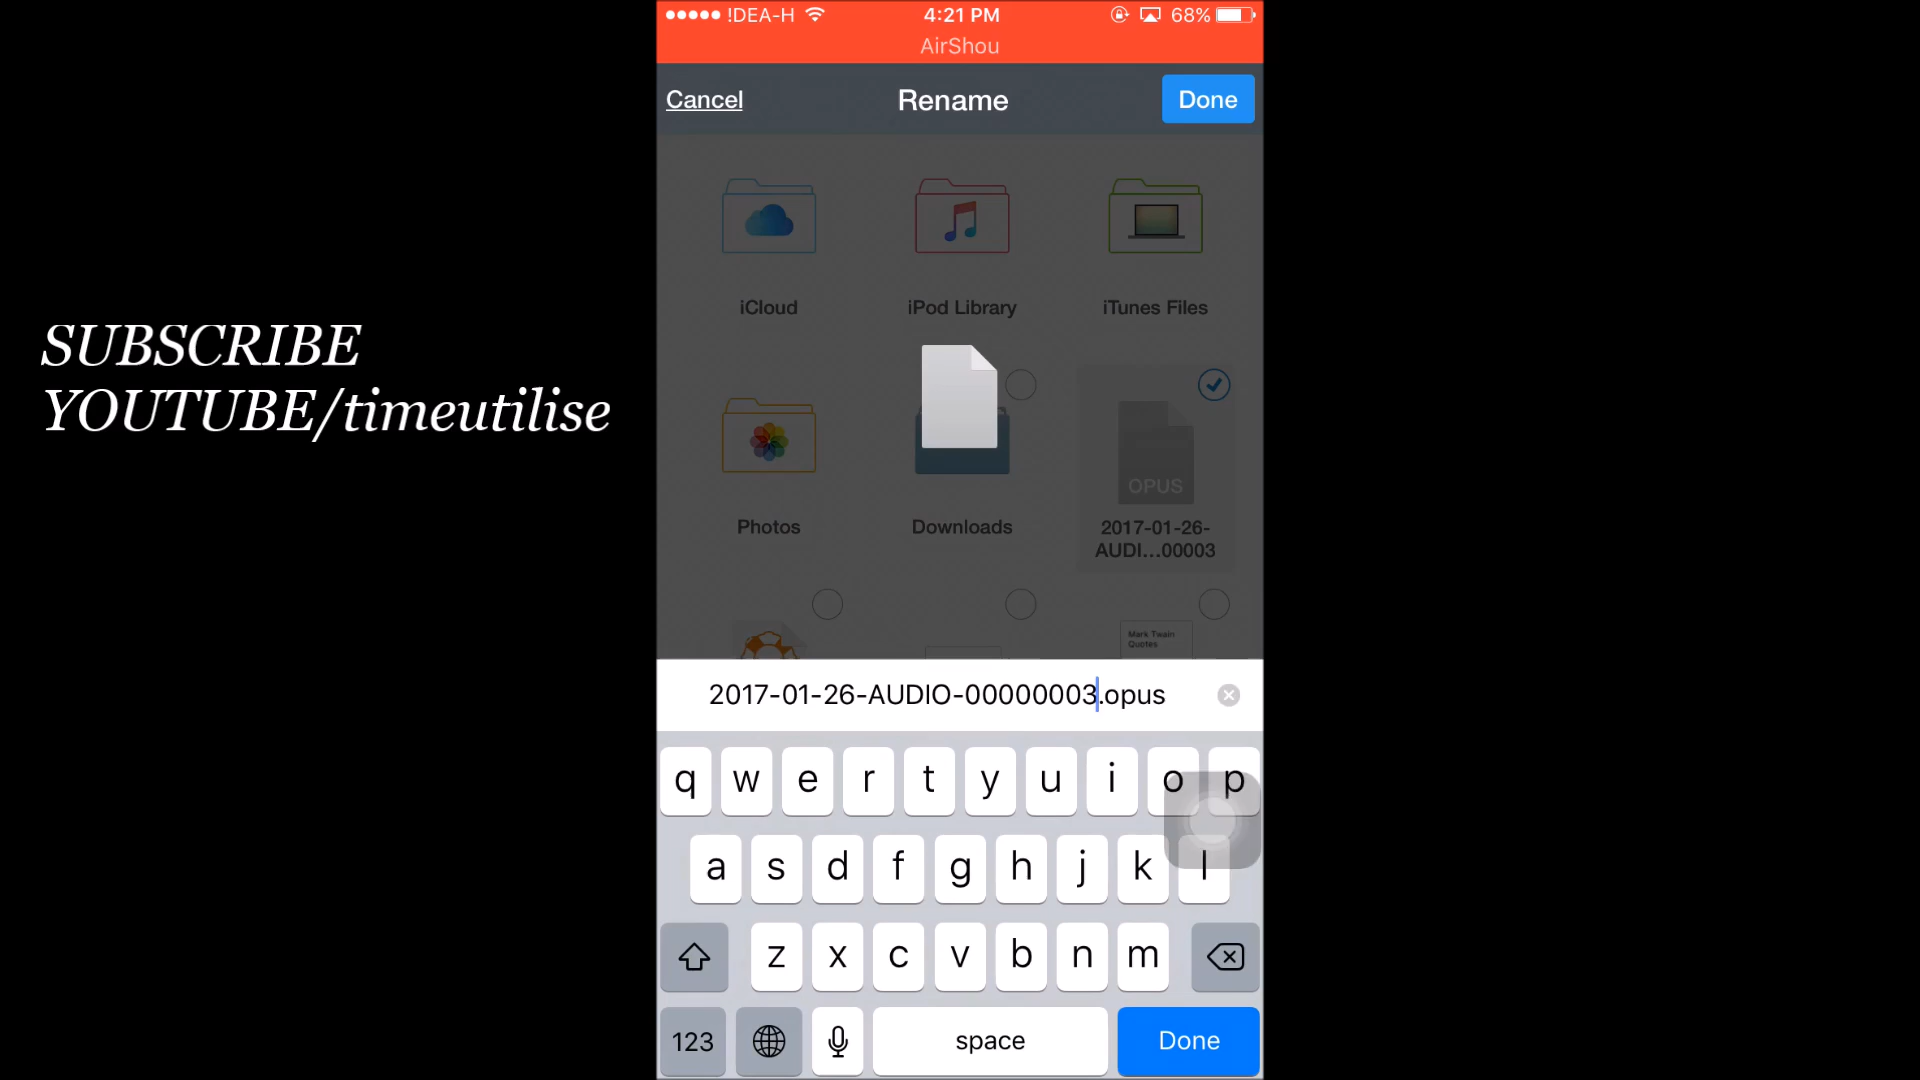 !DEA-H 4:21 PM 68%
AirShou
Cancel Rename Done
iCloud iPod Library iTunes Files
SUBSCRIBE
YOUTUBE/timeutilise
OPUS
Photos Downloads 2017-01-26-
AUDI...00003
Mark Twain
Quotes
2017-01-26-AUDIO-00000003.opus
q w e r t y u i o p
a s d f g h j k l
z x c v b n m
123 space Done